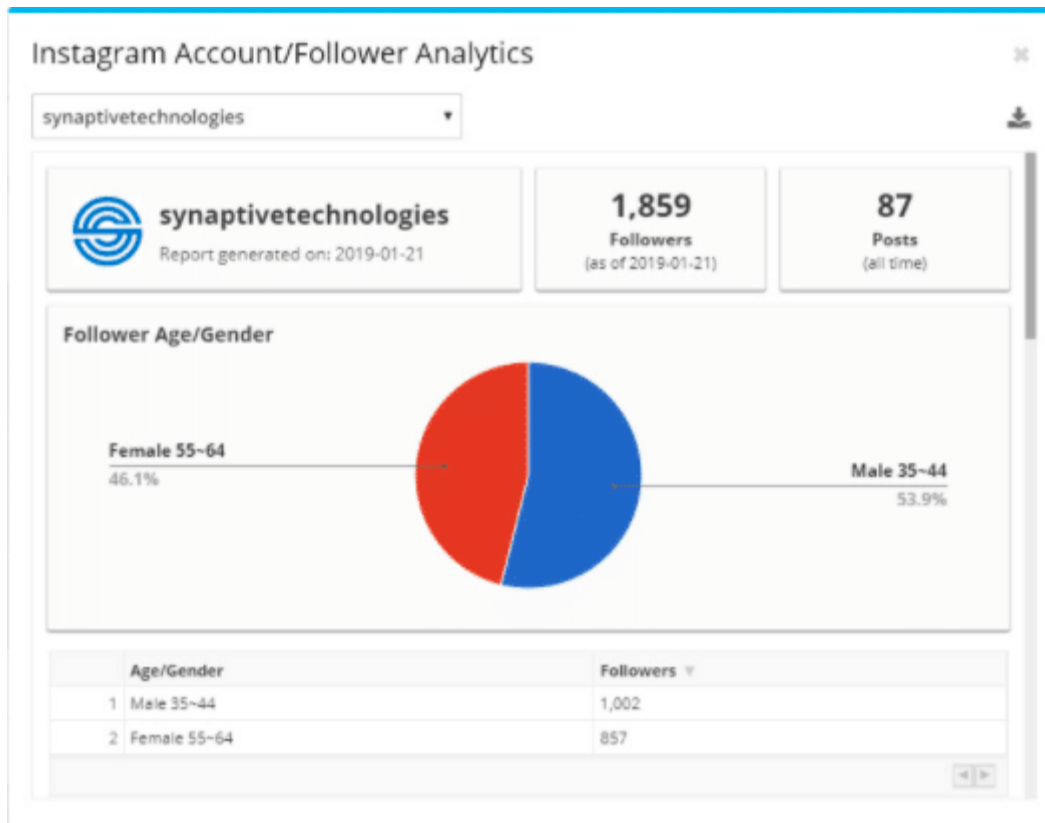 Instagram Account/Follower Analytics
synaptivetechnologies
synaptivetechnologies
Report generated on: 2019-01-21
1,859
Followers
(as of 2019-01-21)
87
Posts
(all time)
Follower Age/Gender
Female 55~64
46.1%
Male 35~44
53.9%
Age/Gender Followers
1 Male 35~44 1,002
2 Female 55~64 857